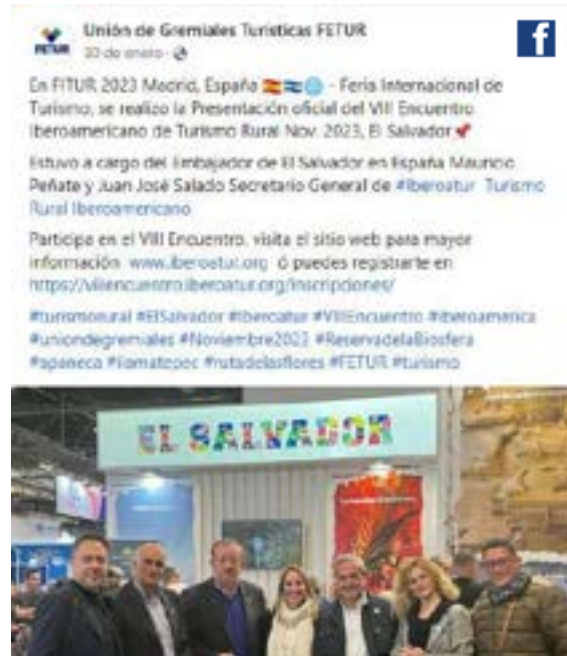 Unión de Gremiales Turísticas FETUR
FETUR
20 de enero
f
En FITUR 2023 Madrid, España - Feria Internacional de
Turismo, se realizo la Presentación oficial del VIII Encuentro
Iberoamericano de Turismo Rural Nov. 2023, El Salvador
Estuvo a cargo del Embajador de El Salvador en España Mauricio
Peñate y Juan José Salado Secretario General de #Iberoatur Turismo
Rural Iberoamericano
Participa en el VIII Encuentro, visita el sitio web para mayor
información www.iberoatur.org ó puedes registrarte en
https://viiiencuentro.iberoatur.org/inscripciones/
#turismorural #ElSalvador #Iberoatur #VIIIEncuentro #iberoamerica
#uniondegremiales #Noviembre2023 #ReservadelaBiosfera
#apaneca #ilamatepec #rutadelasflores #FETUR #turismo
EL SALVADOR